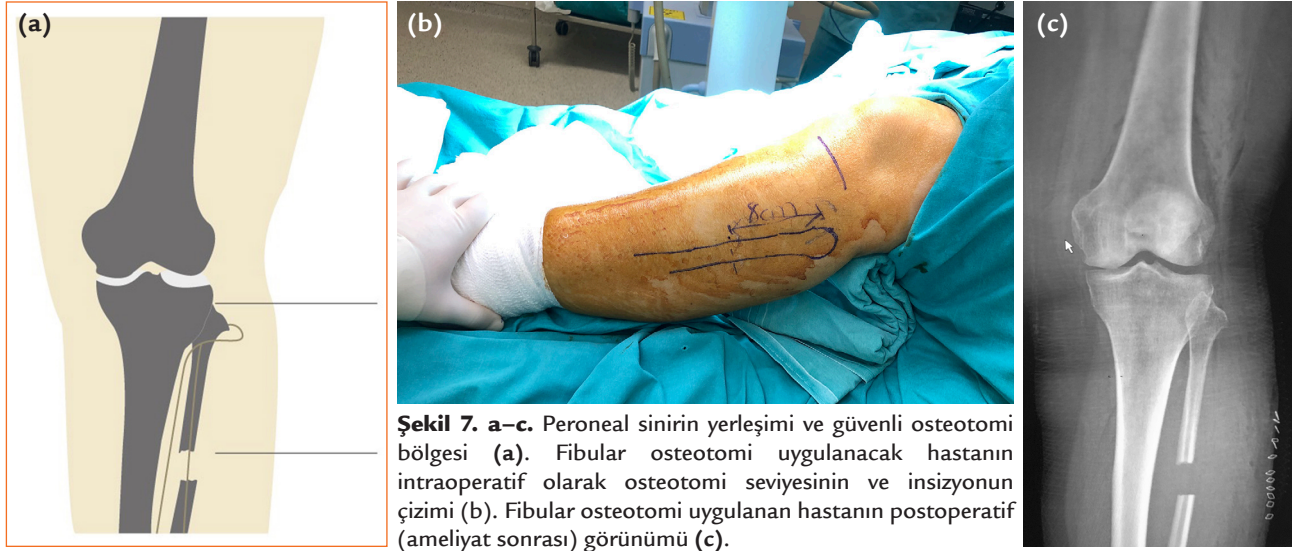 (a)
(b)
(c)
8cm
Şekil 7. a–c. Peroneal sinirin yerleşimi ve güvenli osteotomi
bölgesi (a). Fibular osteotomi uygulanacak hastanın
intraoperatif olarak osteotomi seviyesinin ve insizyonun
çizimi (b). Fibular osteotomi uygulanan hastanın postoperatif
(ameliyat sonrası) görünümü (c).